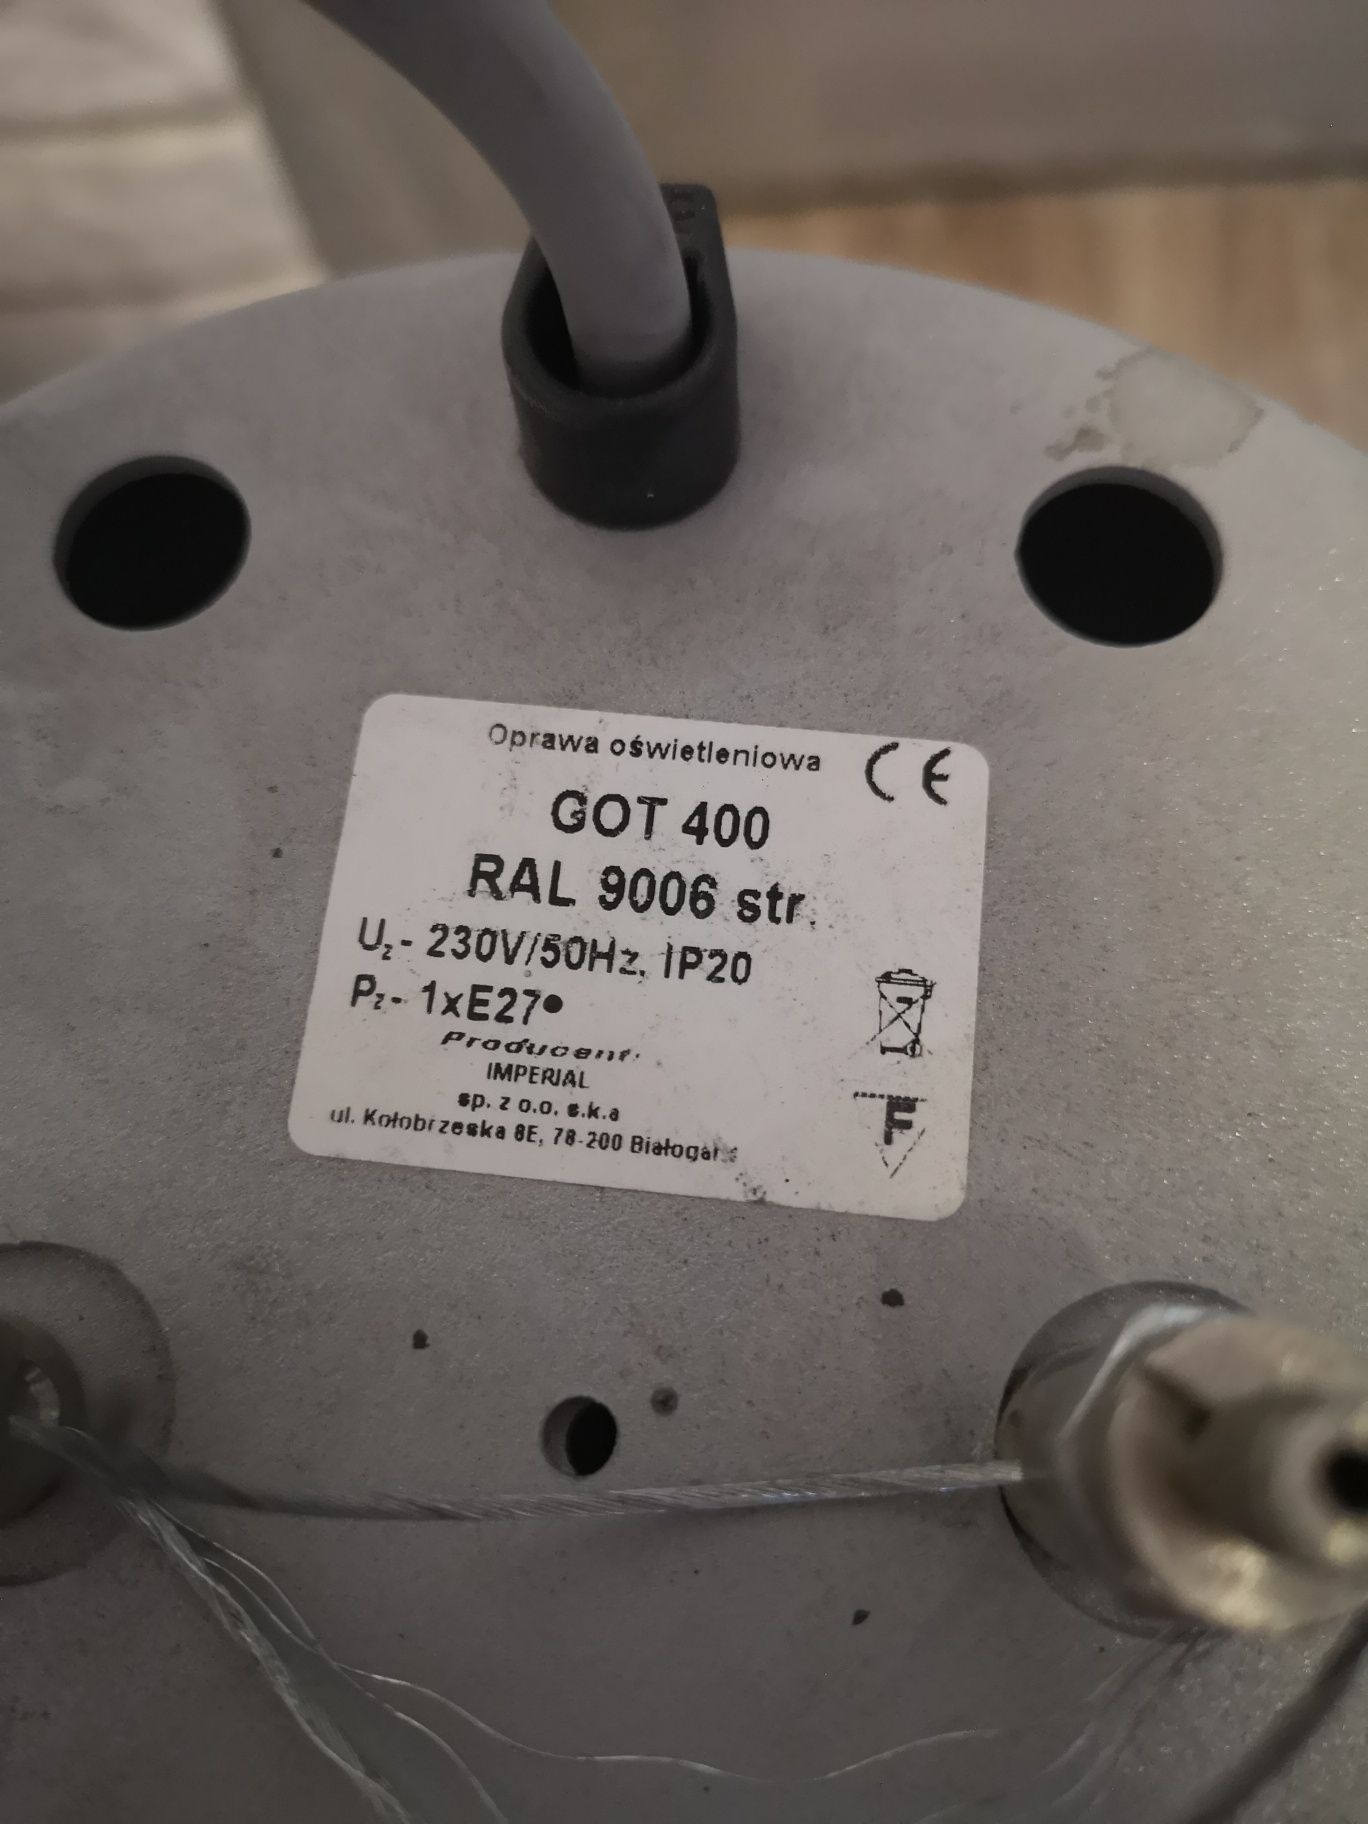 Oprawa oświetleniowa
CE
GOT 400
RAL 9006 str.
Uz- 230V/50Hz, IP20
Pz- 1xE27•
Producent:
IMPERIAL
sp. z o.o. s.k.a
ul. Kołobrzeska 8E, 78-200
F